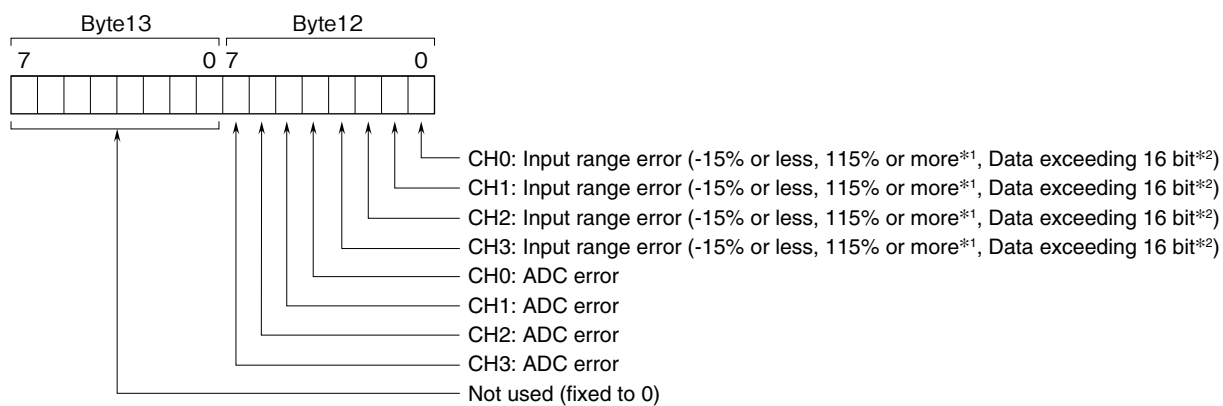 Byte13 Byte12
7 0 7 0
CH0: Input range error (-15% or less, 115% or more*1, Data exceeding 16 bit*2)
CH1: Input range error (-15% or less, 115% or more*1, Data exceeding 16 bit*2)
CH2: Input range error (-15% or less, 115% or more*1, Data exceeding 16 bit*2)
CH3: Input range error (-15% or less, 115% or more*1, Data exceeding 16 bit*2)
CH0: ADC error
CH1: ADC error
CH2: ADC error
CH3: ADC error
Not used (fixed to 0)